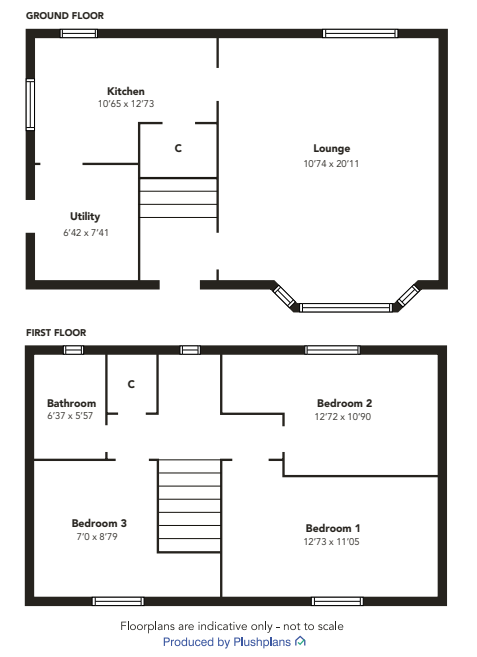 GROUND FLOOR
Kitchen
10'65 x 12'73
C
Lounge
10'74 x 20'11
Utility
6'42 x 7'41
FIRST FLOOR
C
Bathroom
6'37 x 5'57
Bedroom 2
12'72 x 10'90
Bedroom 3
7'0 x 8'79
Bedroom 1
12'73 x 11'05
Floorplans are indicative only - not to scale
Produced by Plushplans